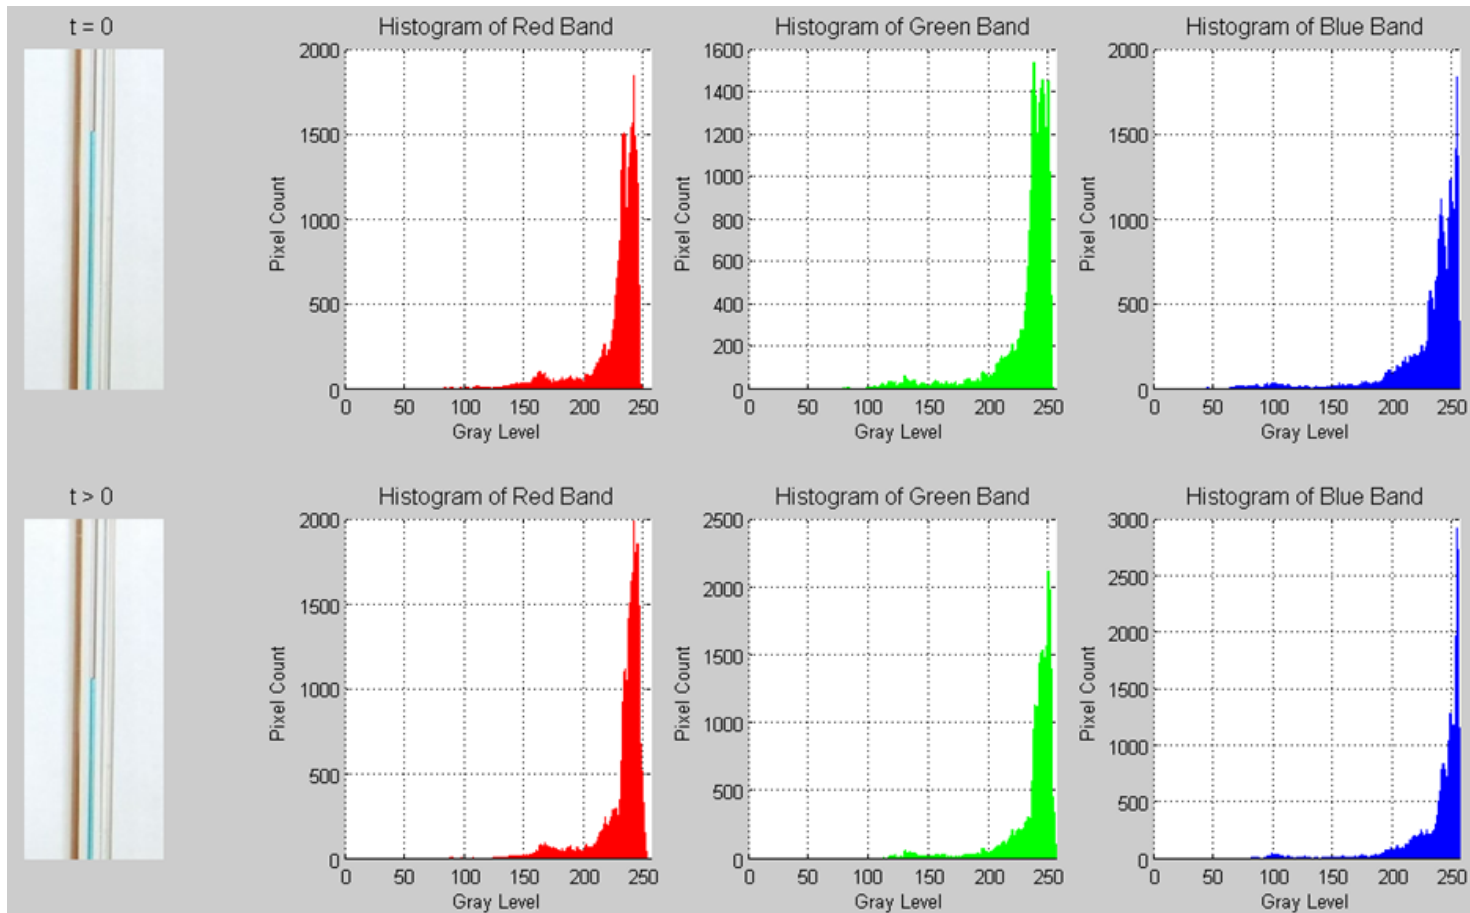 t = 0
Histogram of Red Band
Histogram of Green Band
Histogram of Blue Band
2000
1500
1000
500
0
Pixel Count
0 50 100 150 200 250
Gray Level
1600
1400
1200
1000
800
600
400
200
0
Pixel Count
0 50 100 150 200 250
Gray Level
2000
1500
1000
500
0
Pixel Count
0 50 100 150 200 250
Gray Level
t > 0
Histogram of Red Band
Histogram of Green Band
Histogram of Blue Band
2000
1500
1000
500
0
Pixel Count
0 50 100 150 200 250
Gray Level
2500
2000
1500
1000
500
0
Pixel Count
0 50 100 150 200 250
Gray Level
3000
2500
2000
1500
1000
500
0
Pixel Count
0 50 100 150 200 250
Gray Level